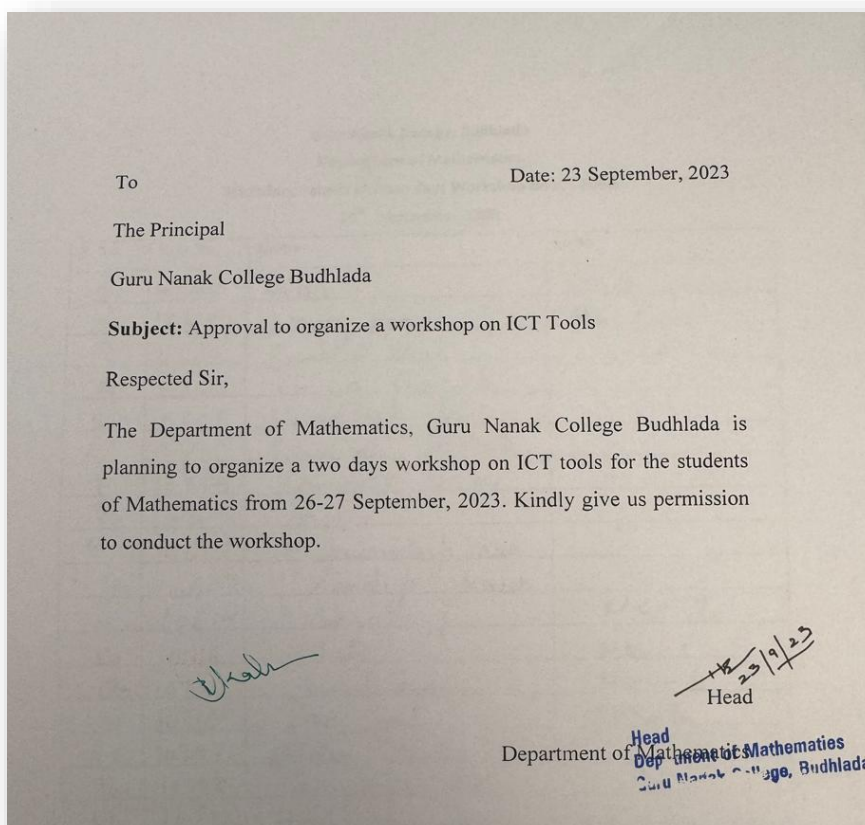 To
Date: 23 September, 2023
The Principal
Guru Nanak College Budhlada
Subject: Approval to organize a workshop on ICT Tools
Respected Sir,
The Department of Mathematics, Guru Nanak College Budhlada is
planning to organize a two days workshop on ICT tools for the students
of Mathematics from 26-27 September, 2023. Kindly give us permission
to conduct the workshop.
23/9/23
Head
Department of Mathematics
Head
of Mathematics
Guru College, Budhlada